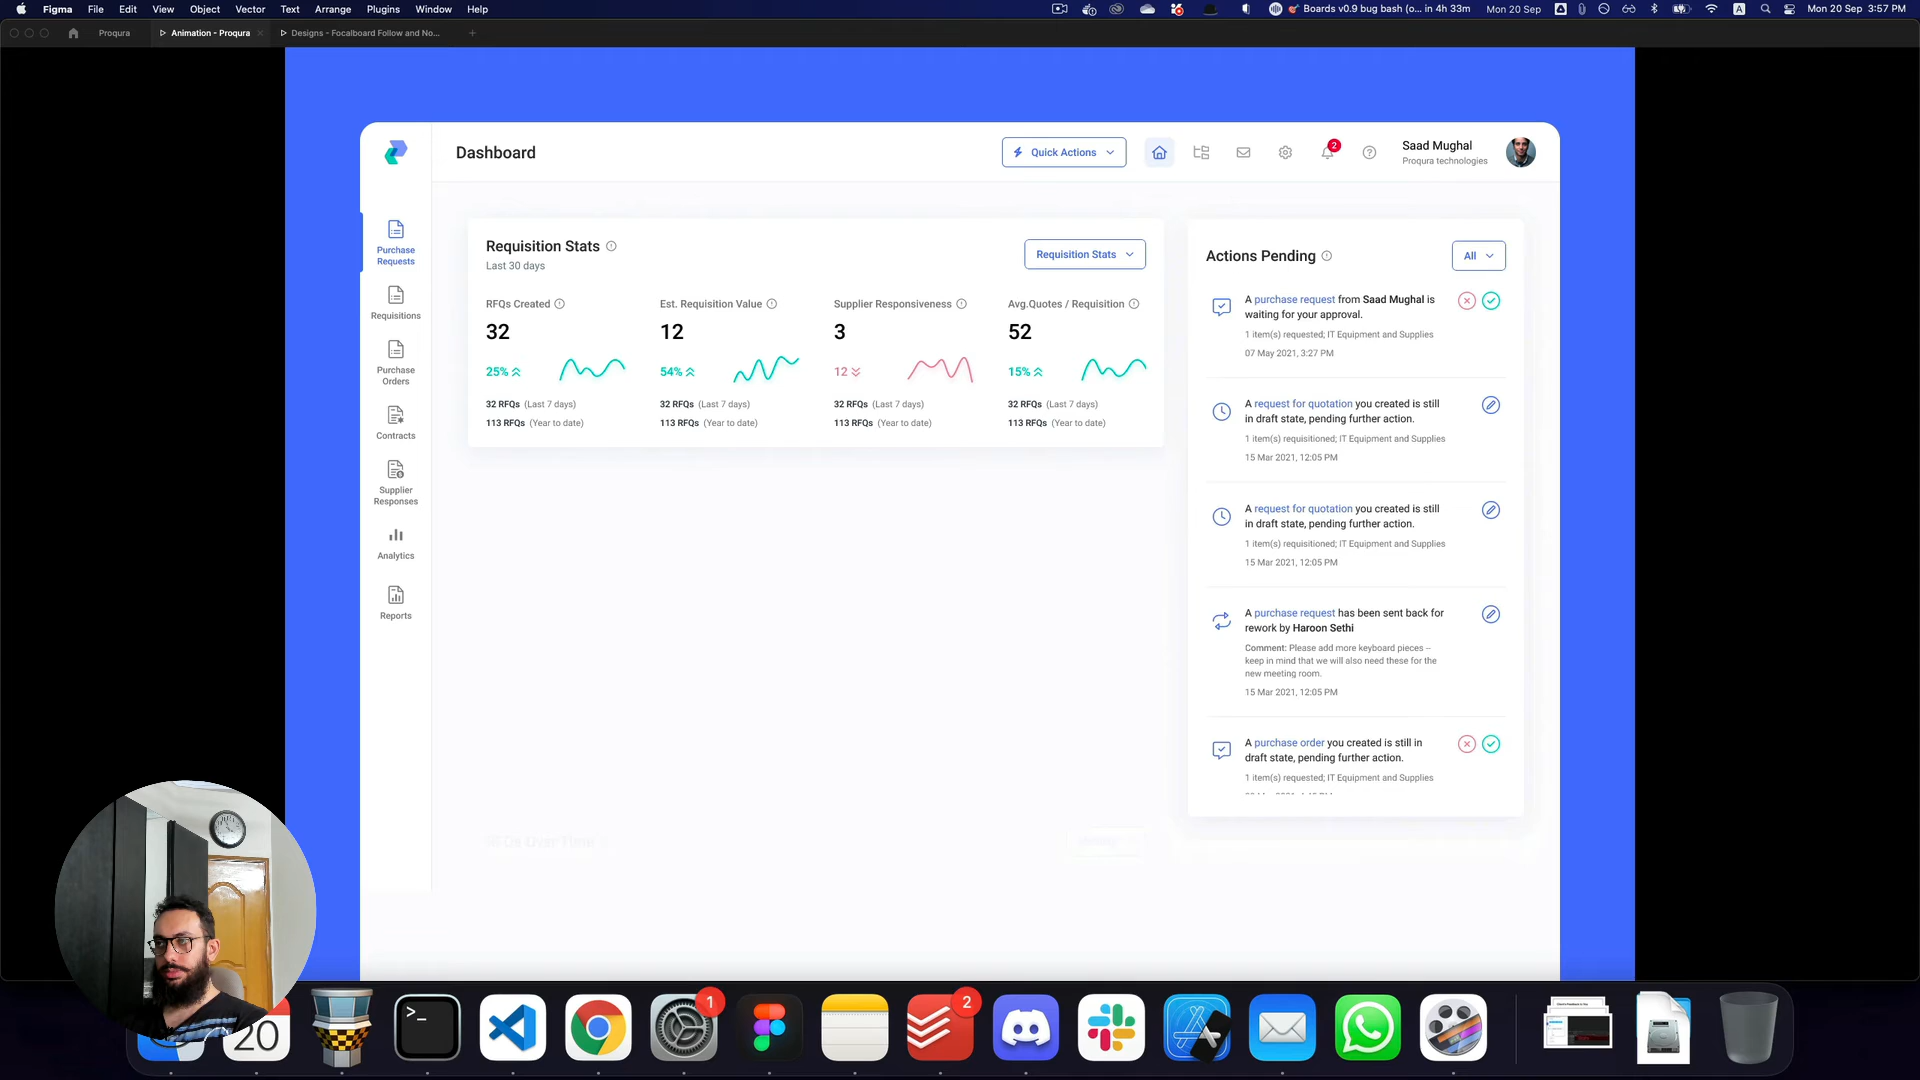 Figma File Edit View Object Vector Text Arrange Plugins Window Help
Boards v0.9 bug bash (o... in 4h 33m Mon 20 Sep A Mon 20 Sep 3:57 PM
Proqura Animation - Proqura Designs - Focalboard Follow and No...
Dashboard
Quick Actions
2
Saad Mughal
Proqura technologies
Purchase
Requests
Requisitions
Purchase
Orders
Contracts
Supplier
Responses
Analytics
Reports
Requisition Stats
Last 30 days
Requisition Stats
RFQs Created
32
25%
32 RFQs (Last 7 days)
113 RFQs (Year to date)
Est. Requisition Value
12
54%
32 RFQs (Last 7 days)
113 RFQs (Year to date)
Supplier Responsiveness
3
12
32 RFQs (Last 7 days)
113 RFQs (Year to date)
Avg.Quotes / Requisition
52
15%
32 RFQs (Last 7 days)
113 RFQs (Year to date)
Actions Pending
All
A purchase request from Saad Mughal is
waiting for your approval.
1 item(s) requested; IT Equipment and Supplies
07 May 2021, 3:27 PM
A request for quotation you created is still
in draft state, pending further action.
1 item(s) requisitioned; IT Equipment and Supplies
15 Mar 2021, 12:05 PM
A request for quotation you created is still
in draft state, pending further action.
1 item(s) requisitioned; IT Equipment and Supplies
15 Mar 2021, 12:05 PM
A purchase request has been sent back for
rework by Haroon Sethi
Comment: Please add more keyboard pieces –
keep in mind that we will also need these for the
new meeting room.
15 Mar 2021, 12:05 PM
A purchase order you created is still in
draft state, pending further action.
1 item(s) requested; IT Equipment and Supplies
Over Time
20
1
2